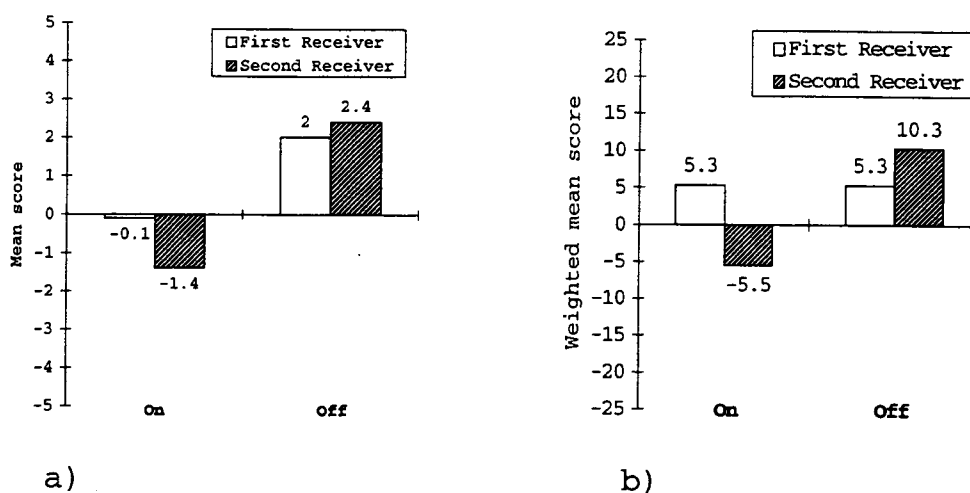 5
4
3
2
1
0
-1
-2
-3
-4
-5
Mean score
First Receiver
Second Receiver
2
2.4
-0.1
-1.4
On
Off
a)
25
20
15
10
5
0
-5
-10
-15
-20
-25
Weighted mean score
First Receiver
Second Receiver
5.3
5.3
10.3
-5.5
On
Off
b)